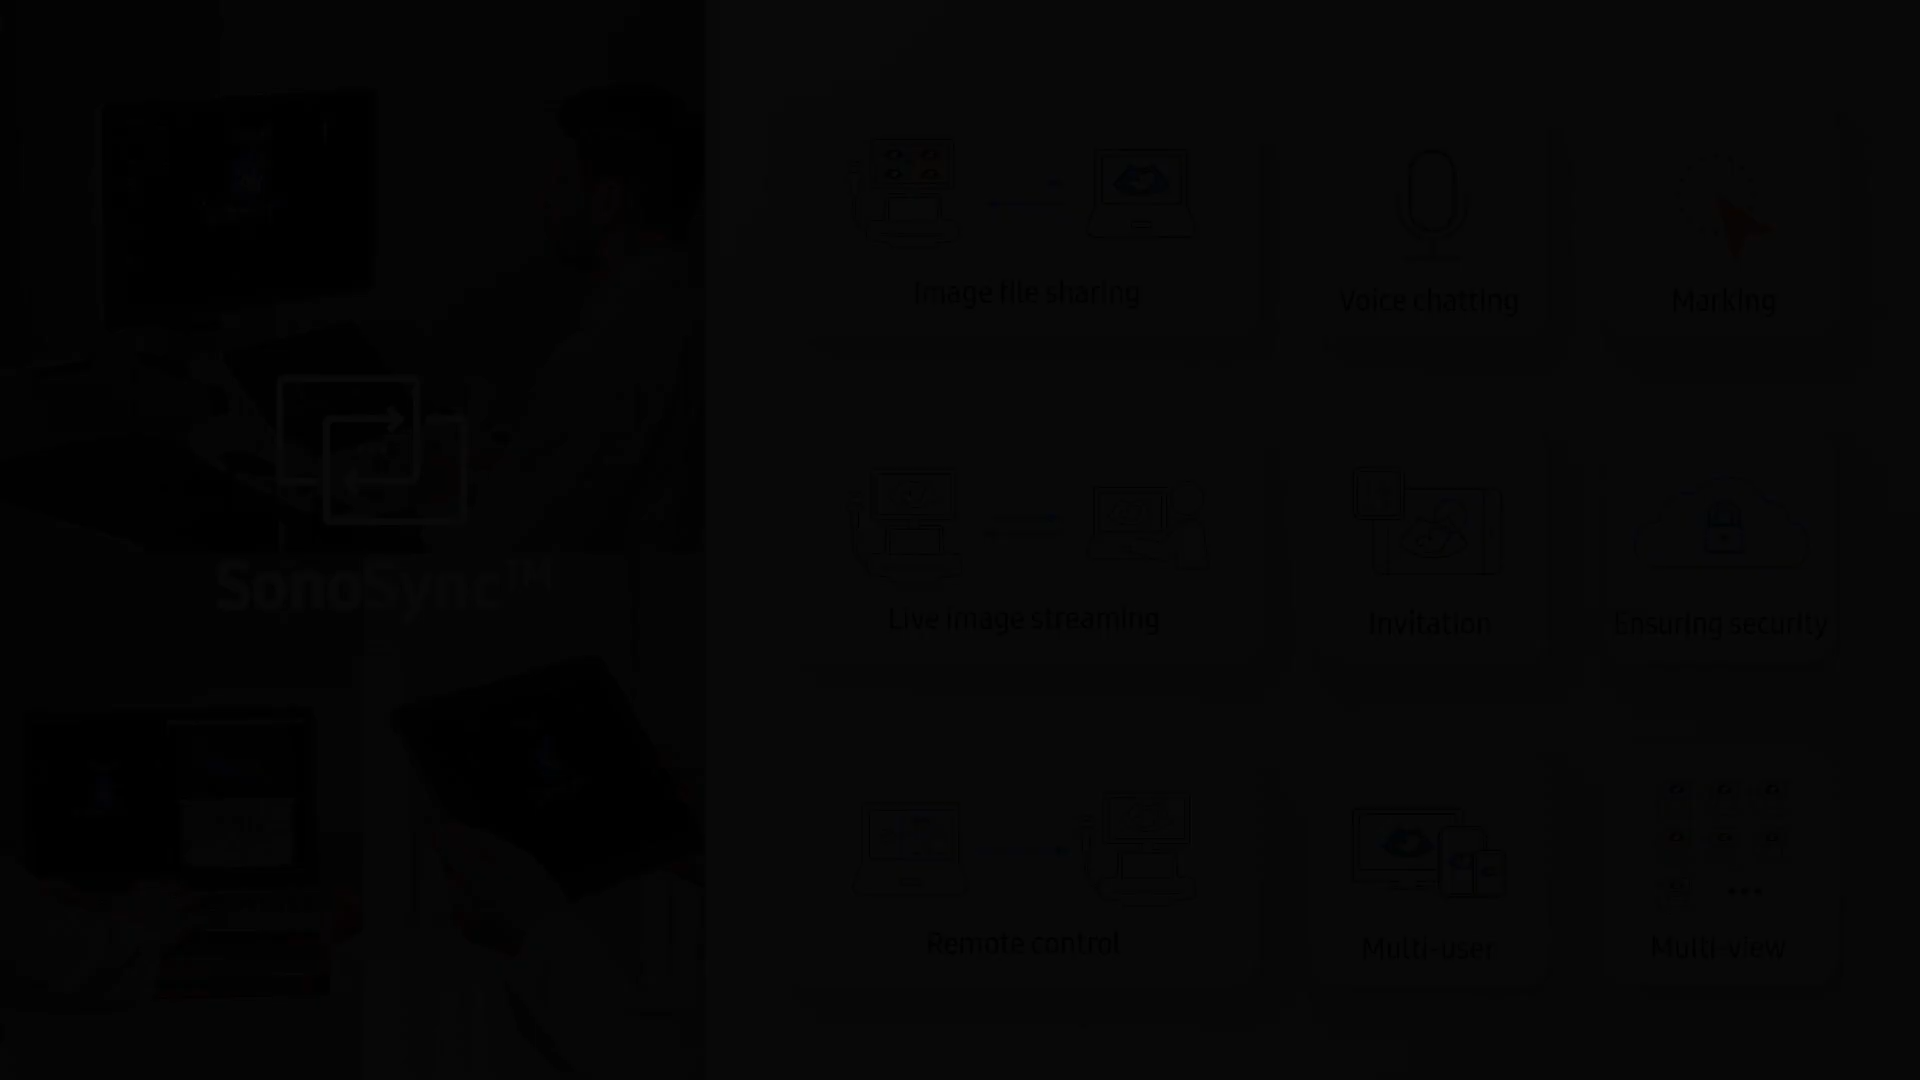 SonoSync™
Image file sharing
Voice chatting
Marking
Live image streaming
Invitation
Ensuring security
Remote control
Multi-user
Multi-view